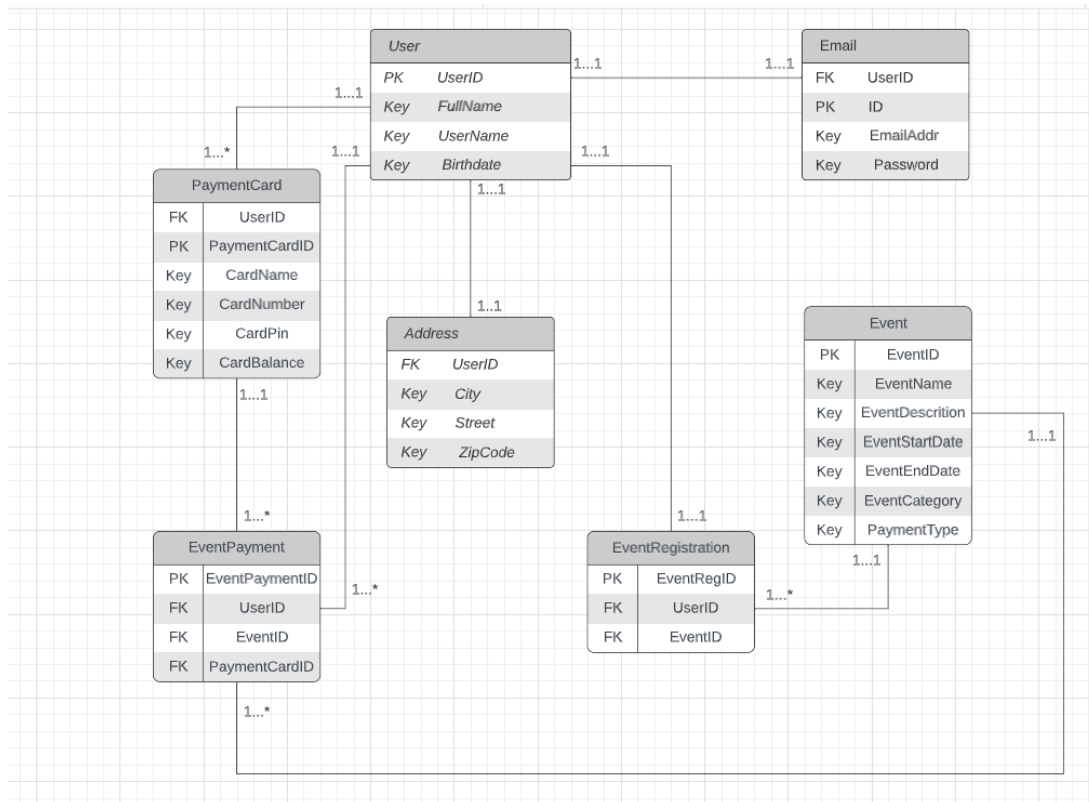 User
PK UserID
Key FullName
Key UserName
Key Birthdate
Email
FK UserID
PK ID
Key EmailAddr
Key Password
1...1
1...1
1...1
1...*
1...1
1...1
1...1
PaymentCard
FK UserID
PK PaymentCardID
Key CardName
Key CardNumber
Key CardPin
Key CardBalance
1...1
1..1
Address
FK UserID
Key City
Key Street
Key ZipCode
Event
PK EventID
Key EventName
Key EventDescrition
Key EventStartDate
Key EventEndDate
Key EventCategory
Key PaymentType
1...1
1...*
1...1
1...1
EventPayment
PK EventPaymentID
FK UserID
FK EventID
FK PaymentCardID
1...*
1...*
EventRegistration
PK EventRegID
FK UserID
FK EventID
1...*